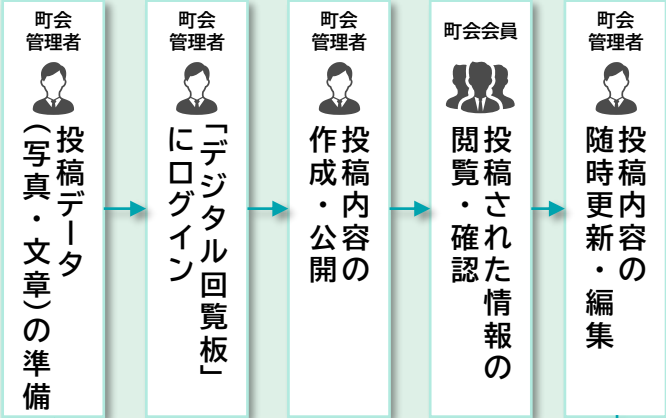 町会
管理者
投稿データ
（写真・文章）の準備
町会
管理者
「デジタル回覧板」
にログイン
町会
管理者
投稿内容の
作成・公開
町会会員
投稿された情報の
閲覧・確認
町会
管理者
投稿内容の
随時更新・編集